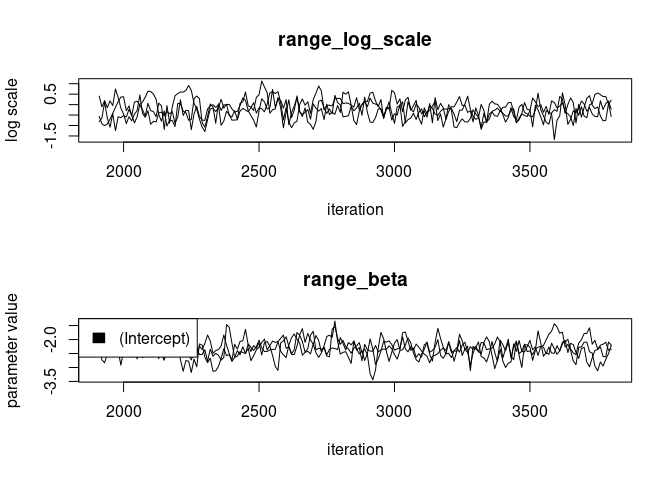 range_log_scale
log scale
0.5
-1.5
2000 2500 3000 3500
iteration
range_beta
parameter value
-2.0
-3.5
(Intercept)
2000 2500 3000 3500
iteration